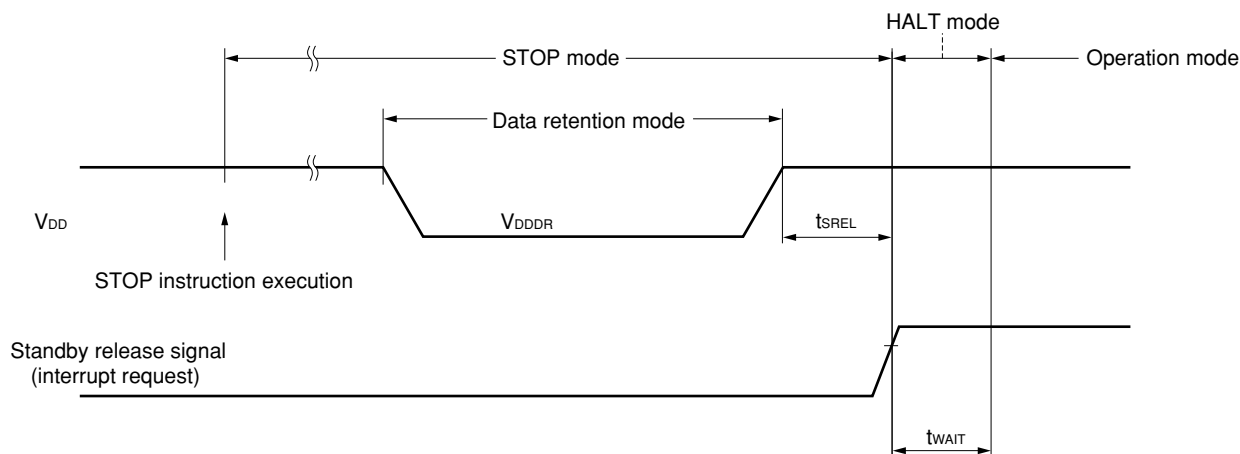 HALT mode
STOP mode
Operation mode
Data retention mode
VDD
VDDDR
tSREL
STOP instruction execution
Standby release signal
(interrupt request)
tWAIT